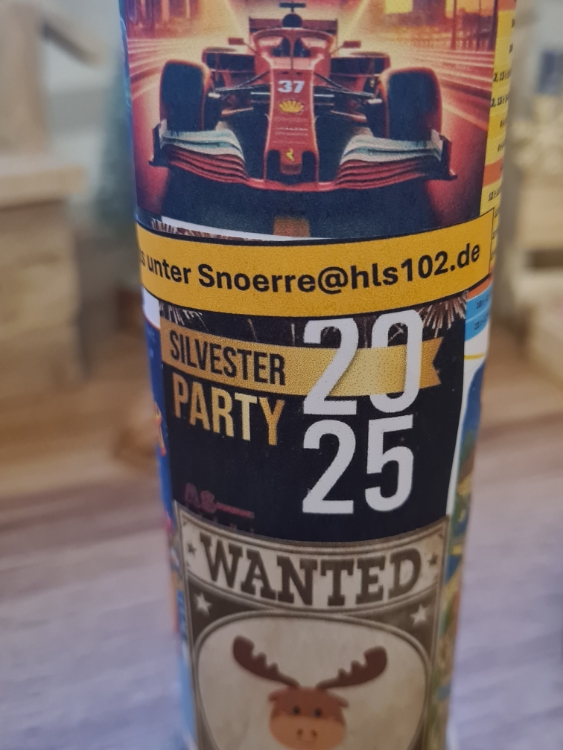 37
unter Snoerre@hls102.de
SILVESTER
PARTY
20
25
WANTED